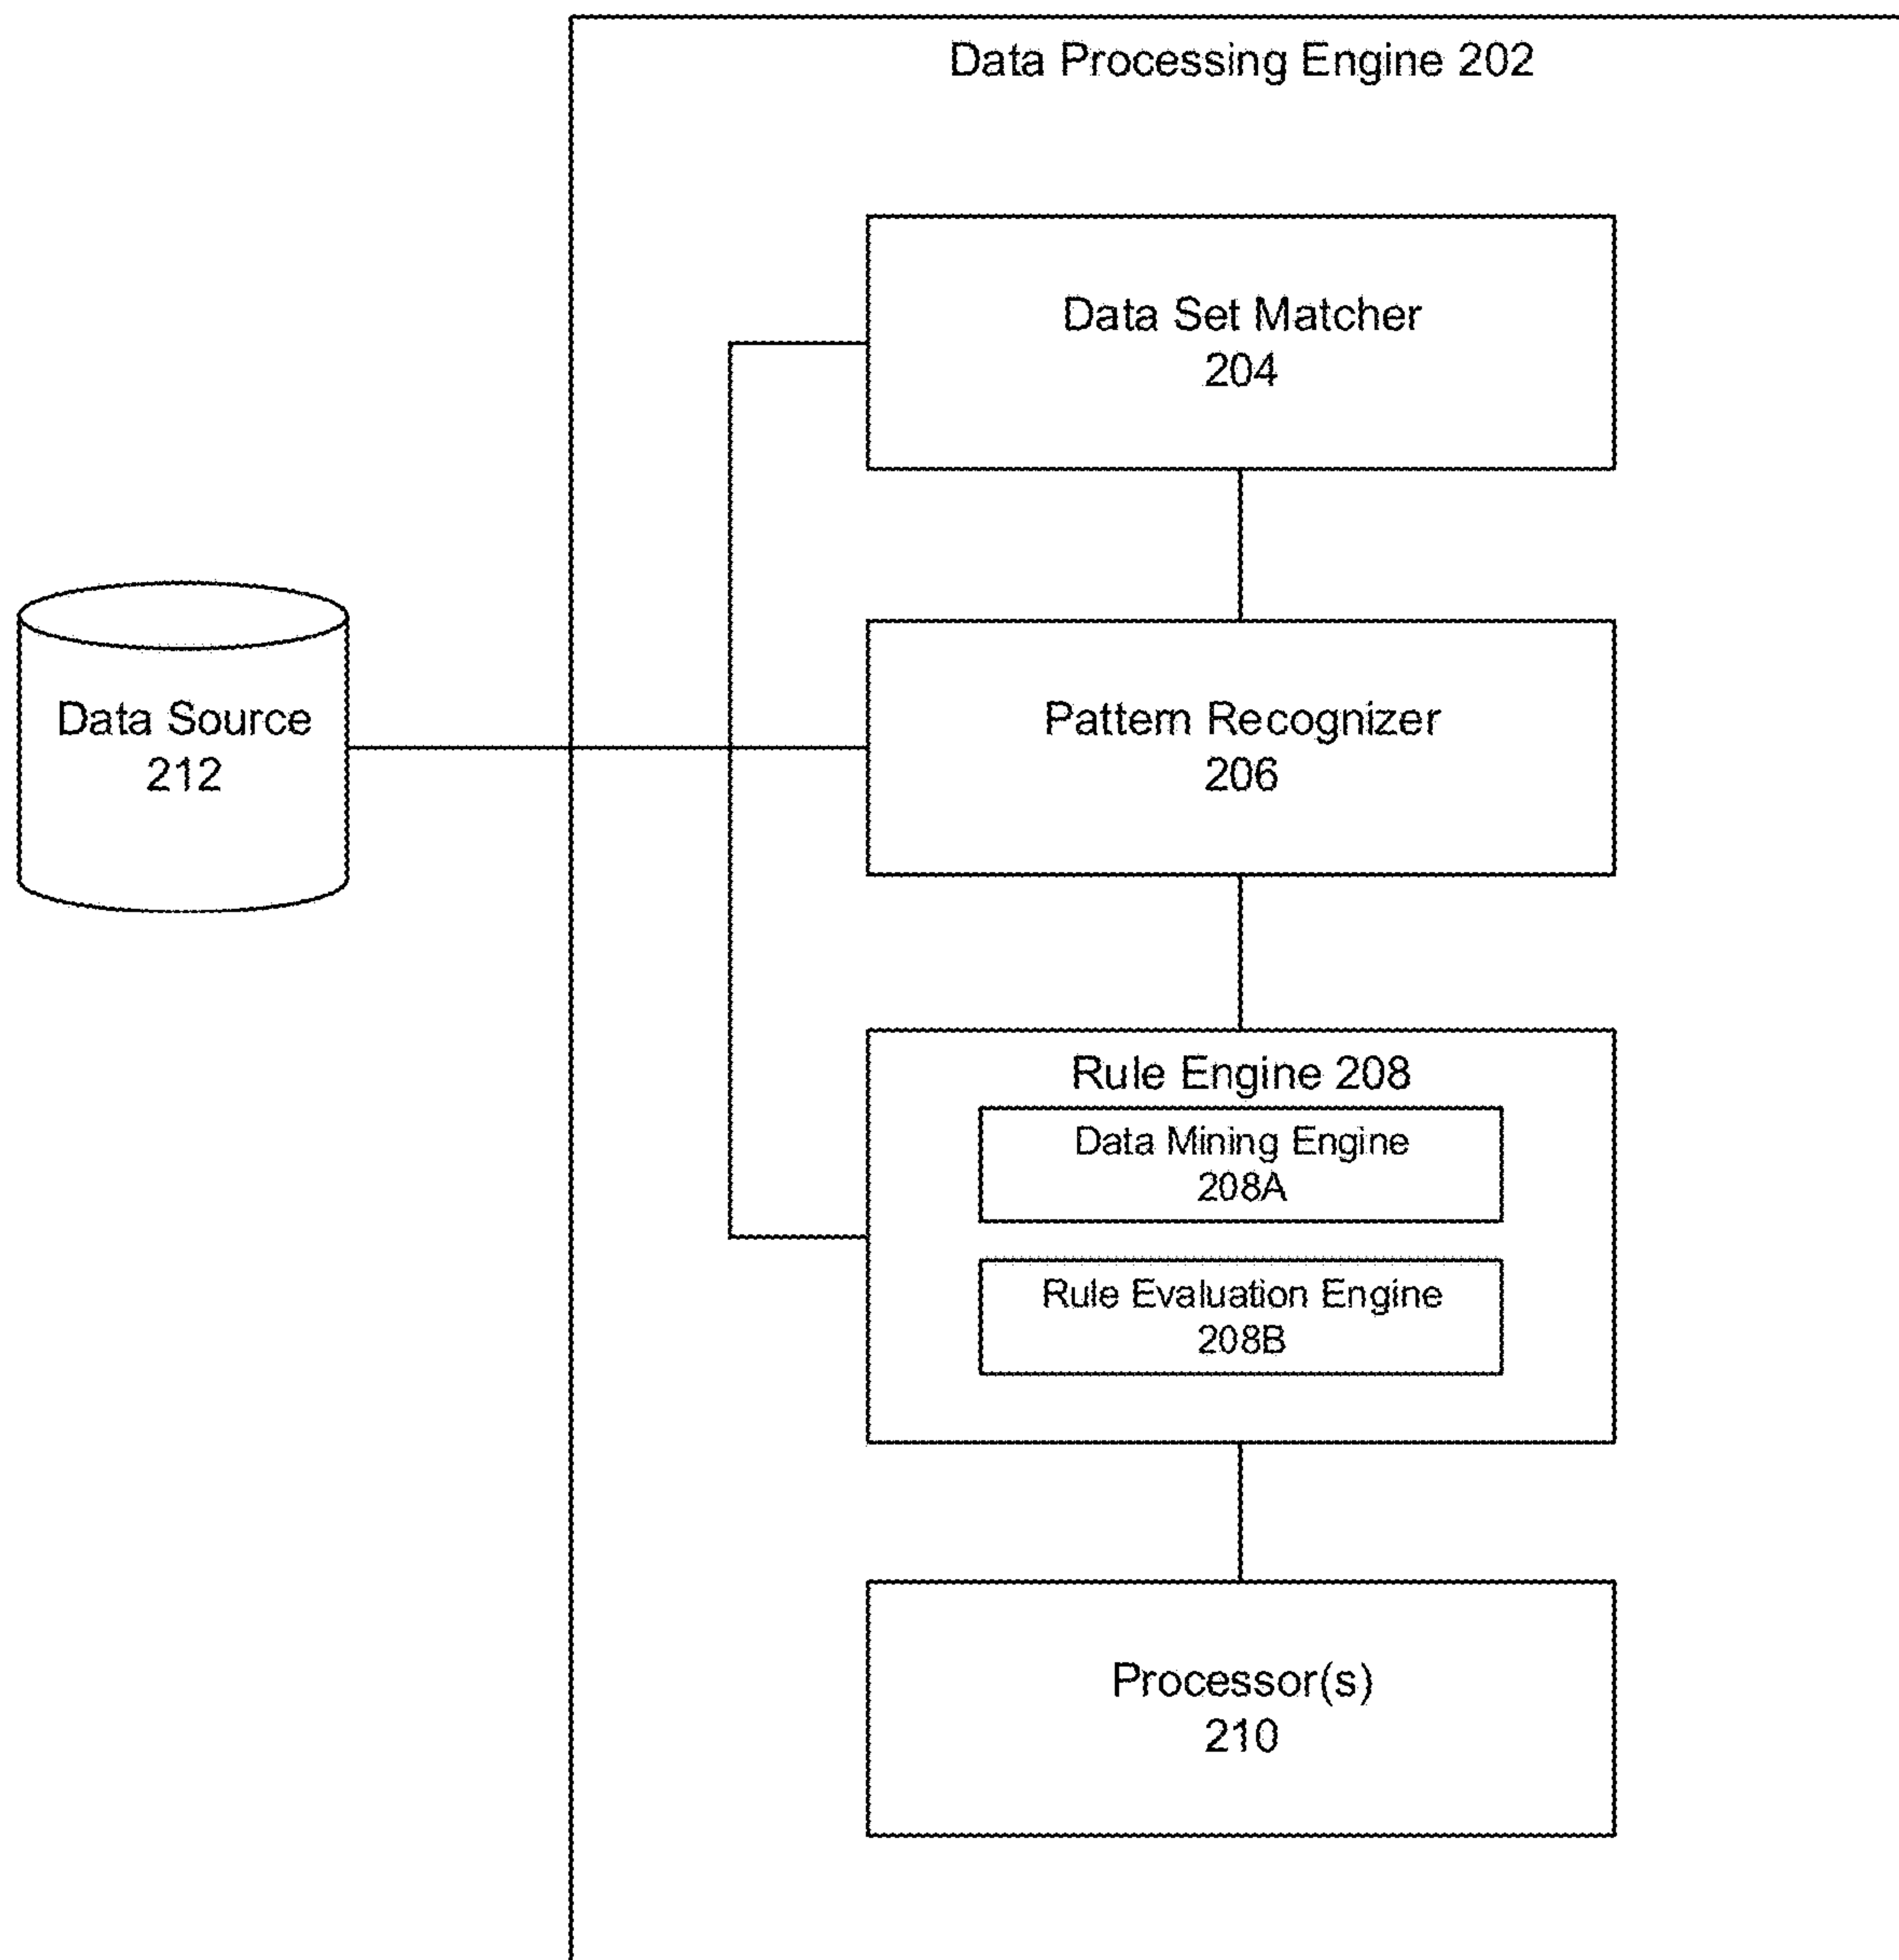 Data Processing Engine 202
Data Set Matcher
204
Data Source
212
Pattern Recognizer
206
Rule Engine 208
Data Mining Engine
208A
Rule Evaluation Engine
208B
Processor(s)
210